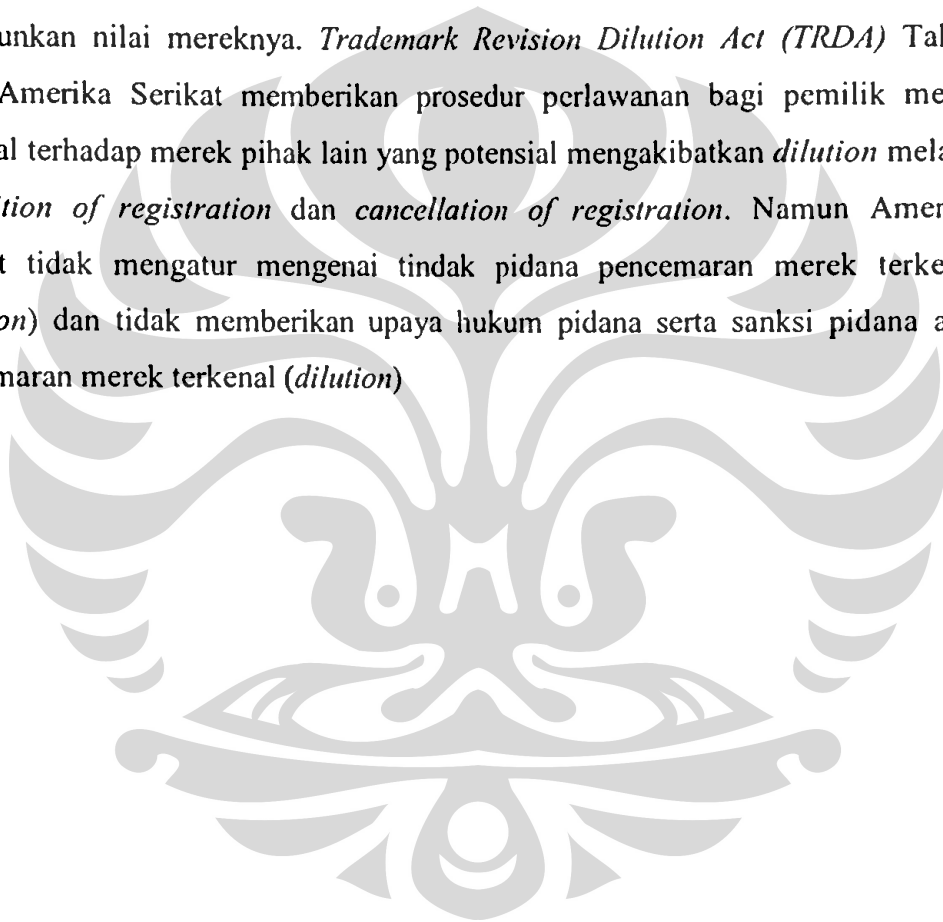 unkan nilai mereknya. Trademark Revision Dilution Act (TRDA) Tal
Amerika Serikat memberikan prosedur perlawanan bagi pemilik me
al terhadap merek pihak lain yang potensial mengakibatkan dilution mela
ition of registration dan cancellation of registration. Namun Amer
t tidak mengatur mengenai tindak pidana pencemaran merek terke
on) dan tidak memberikan upaya hukum pidana serta sanksi pidana a
maran merek terkenal (dilution)